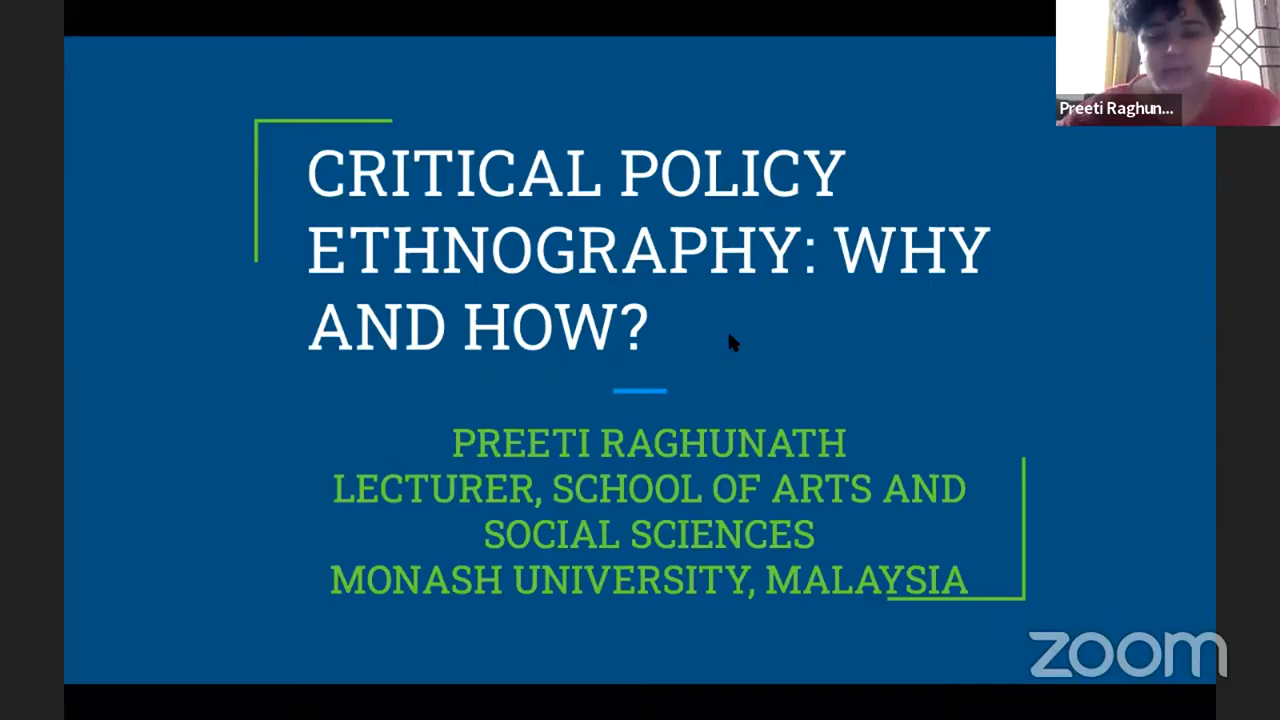 Preeti Raghun...
CRITICAL POLICY
ETHNOGRAPHY: WHY
AND HOW?
PREETI RAGHUNATH
LECTURER, SCHOOL OF ARTS AND
SOCIAL SCIENCES
MONASH UNIVERSITY, MALAYSIA
zoom